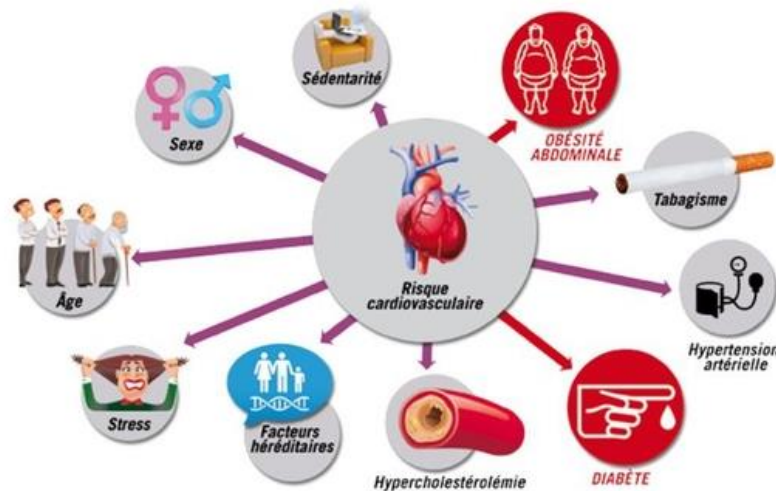 Sédentarité
OBÉSITÉ
ABDOMINALE
Sexe
Tabagisme
Âge
Risque
cardiovasculaire
Hypertension
artérielle
Stress
Facteurs
héréditaires
Hypercholestérolémie
DIABÈTE